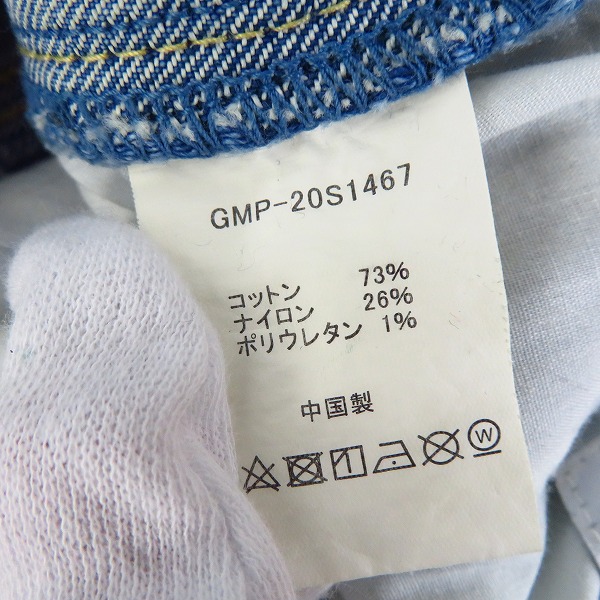 GMP-20S1467
コットン 73%
ナイロン 26%
ポリウレタン 1%
中国製
W